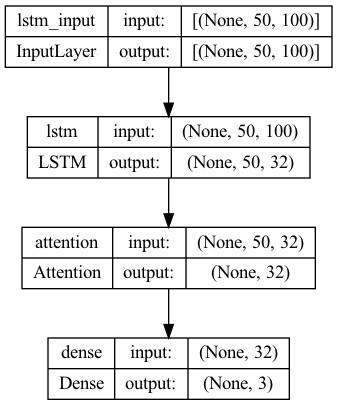 lstm_input input: [(None, 50, 100)]
InputLayer output: [(None, 50, 100)]
lstm input: (None, 50, 100)
LSTM output: (None, 50, 32)
attention input: (None, 50, 32)
Attention output: (None, 32)
dense input: (None, 32)
Dense output: (None, 3)